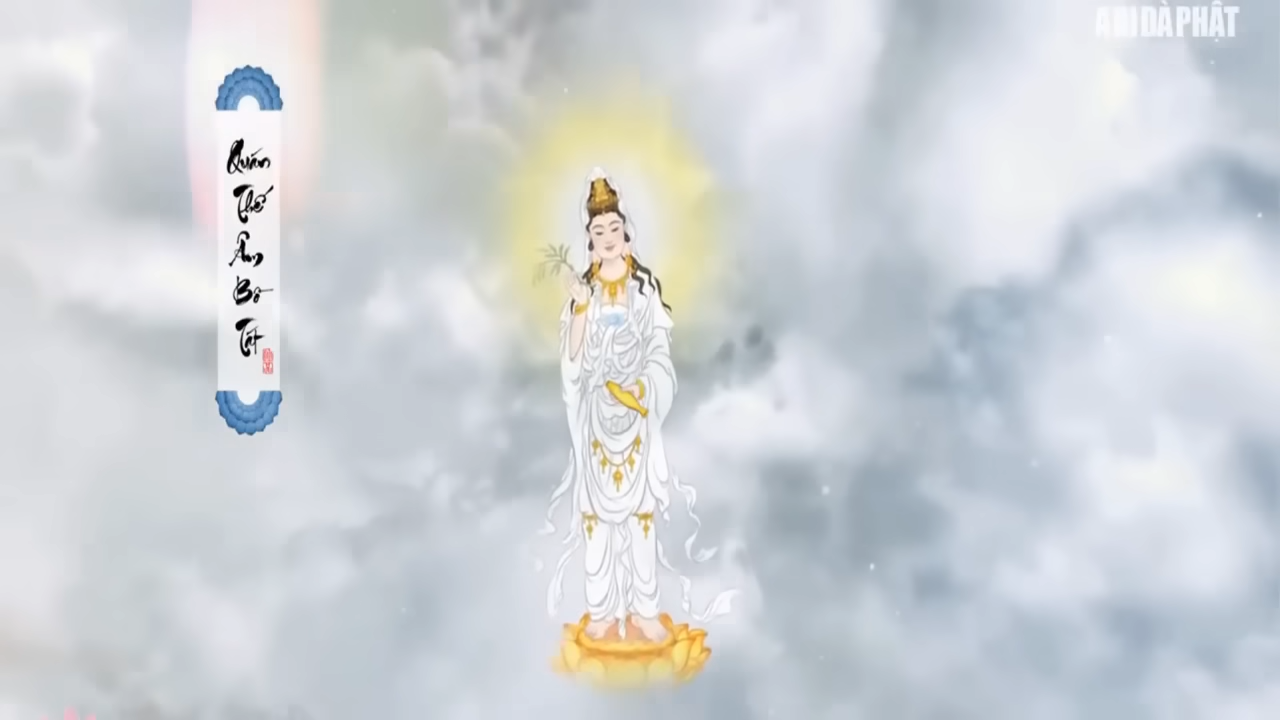 A DI ĐÀ PHẬT
Quán
Thế
Âm
Bồ
Tát